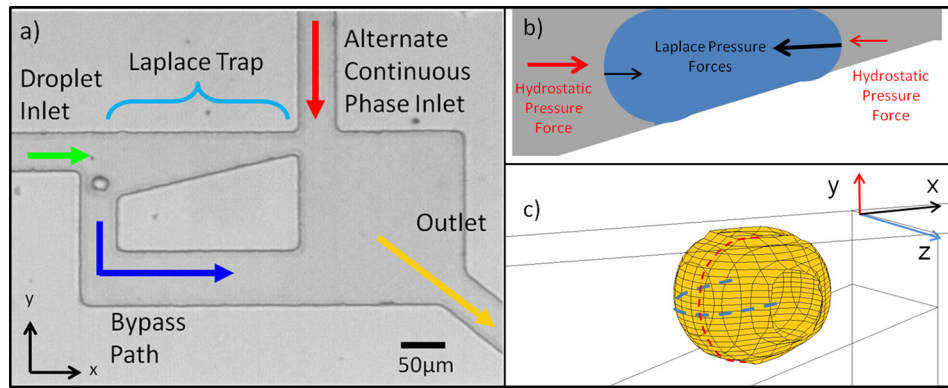 a)
Droplet
Inlet
Laplace Trap
Alternate
Continuous
Phase Inlet
Outlet
Bypass
Path
y
x
50μm
b)
Laplace Pressure
Forces
Hydrostatic
Pressure
Force
Hydrostatic
Pressure
Force
c)
y
x
z